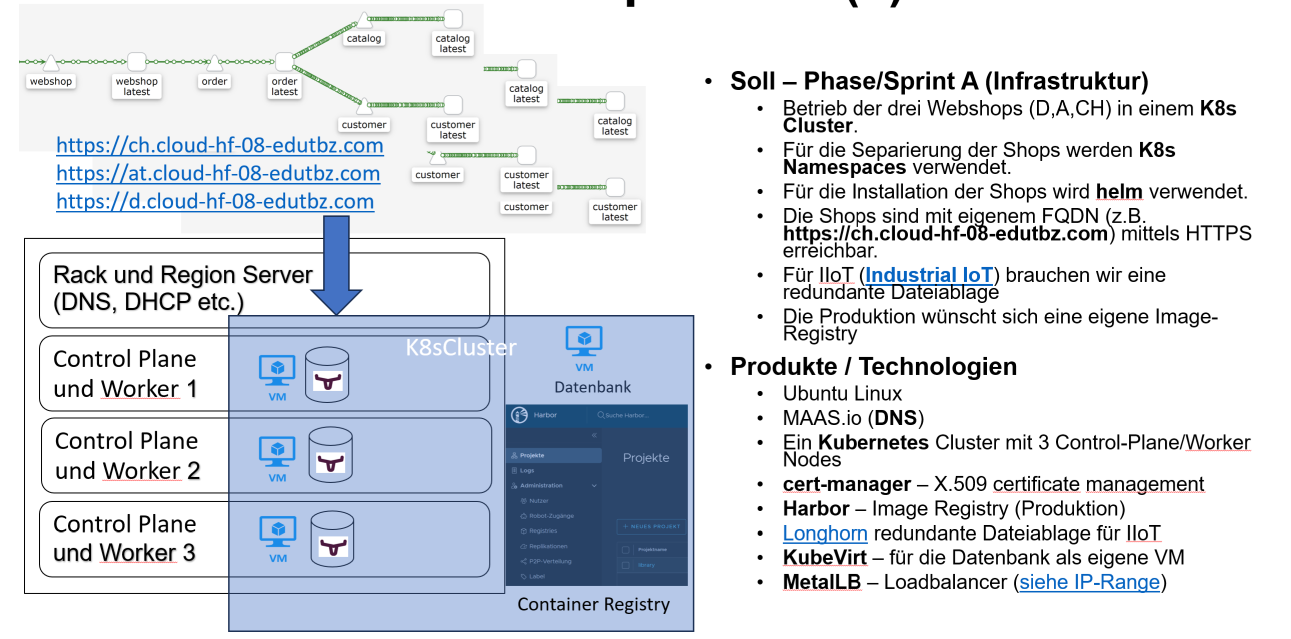 webshop
webshop
latest
order
order
latest
catalog
catalog
latest
customer
customer
latest
catalog
latest
catalog
latest
customer
customer
latest
customer
customer
latest
https://ch.cloud-hf-08-edutbz.com
https://at.cloud-hf-08-edutbz.com
https://d.cloud-hf-08-edutbz.com
Rack und Region Server
(DNS, DHCP etc.)
Control Plane
und Worker 1
VM
Control Plane
und Worker 2
VM
Control Plane
und Worker 3
VM
K8sCluster
VM
Datenbank
Harbor
Suche Harbor...
«
Projekte
Logs
Administration
Nutzer
Robot-Zugänge
Registries
Replikationen
P2P-Verteilung
Label
Projekte
+ NEUES PROJEKT
Projektname
library
Container Registry
• Soll – Phase/Sprint A (Infrastruktur)
• Betrieb der drei Webshops (D,A,CH) in einem K8s
Cluster.
• Für die Separierung der Shops werden K8s
Namespaces verwendet.
• Für die Installation der Shops wird helm verwendet.
• Die Shops sind mit eigenem FQDN (z.B.
https://ch.cloud-hf-08-edutbz.com) mittels HTTPS
erreichbar.
• Für IIoT (Industrial IoT) brauchen wir eine
redundante Dateiablage
• Die Produktion wünscht sich eine eigene Image-
Registry
• Produkte / Technologien
• Ubuntu Linux
• MAAS.io (DNS)
• Ein Kubernetes Cluster mit 3 Control-Plane/Worker
Nodes
• cert-manager – X.509 certificate management
• Harbor – Image Registry (Produktion)
• Longhorn redundante Dateiablage für IIoT
• KubeVirt – für die Datenbank als eigene VM
• MetalLB – Loadbalancer (siehe IP-Range)